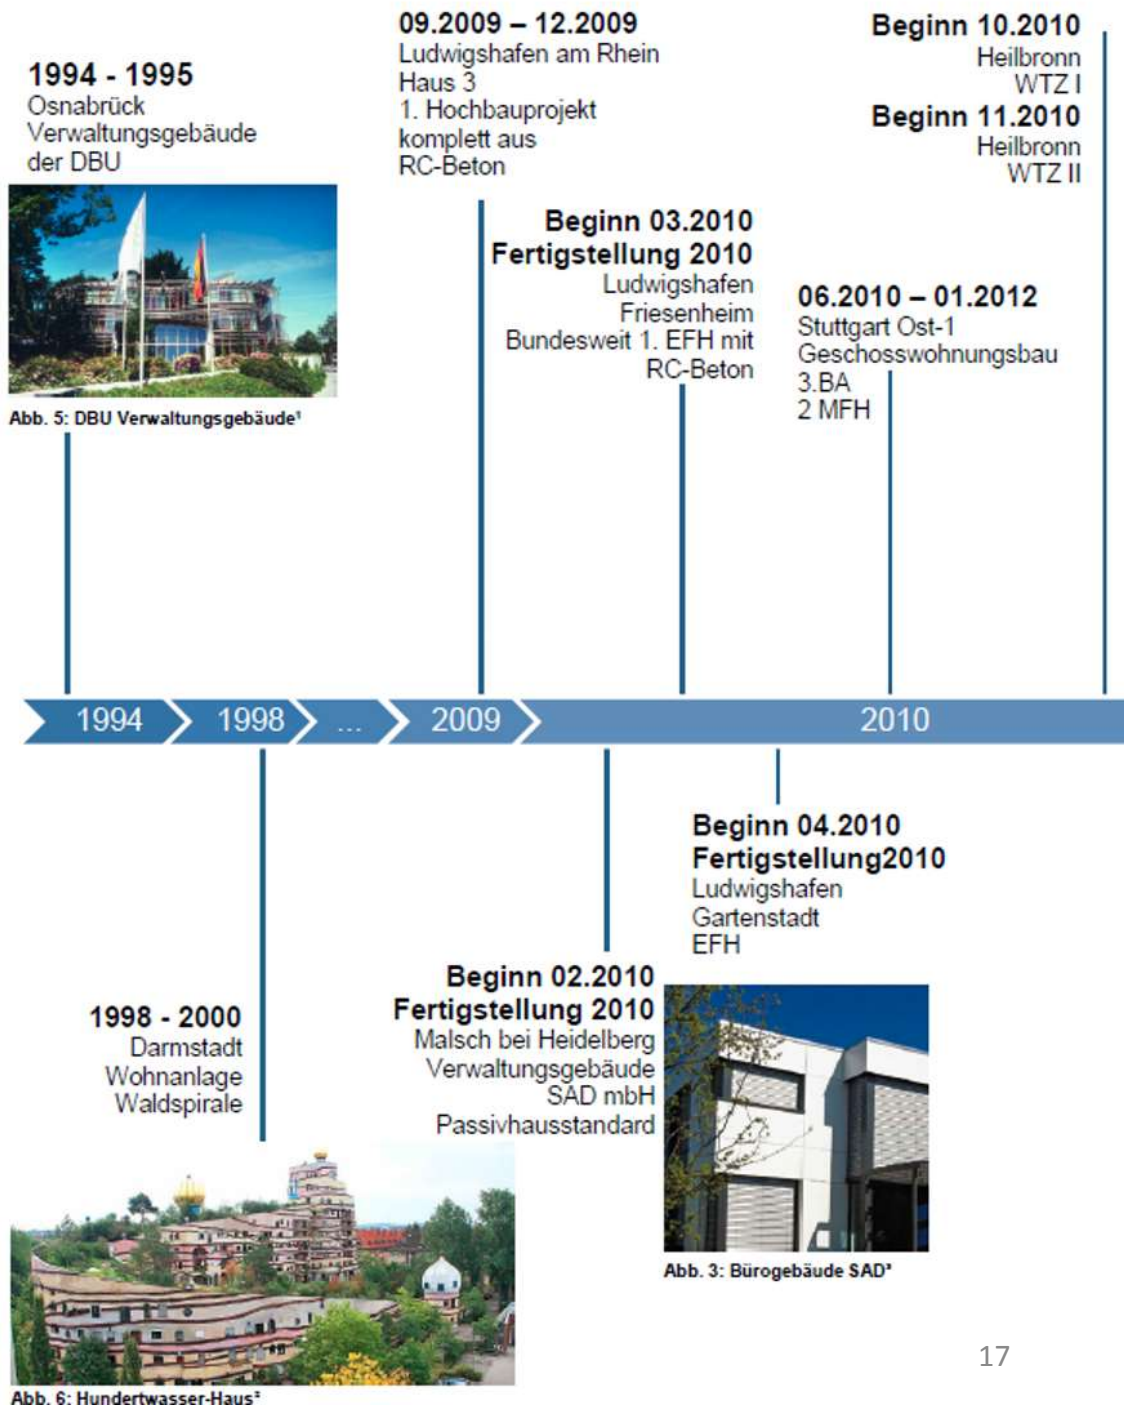 1994 - 1995
Osnabrück
Verwaltungsgebäude
der DBU
Abb. 5: DBU Verwaltungsgebäude¹
09.2009 – 12.2009
Ludwigshafen am Rhein
Haus 3
1. Hochbauprojekt
komplett aus
RC-Beton
Beginn 03.2010
Fertigstellung 2010
Ludwigshafen
Friesenheim
Bundesweit 1. EFH mit
RC-Beton
06.2010 – 01.2012
Stuttgart Ost-1
Geschosswohnungsbau
3.BA
2 MFH
Beginn 10.2010
Heilbronn
WTZ I
Beginn 11.2010
Heilbronn
WTZ II
1994
1998
...
2009
2010
1998 - 2000
Darmstadt
Wohnanlage
Waldspirale
Abb. 6: Hundertwasser-Haus²
Beginn 02.2010
Fertigstellung 2010
Malsch bei Heidelberg
Verwaltungsgebäude
SAD mbH
Passivhausstandard
Beginn 04.2010
Fertigstellung2010
Ludwigshafen
Gartenstadt
EFH
Abb. 3: Bürogebäude SAD³
17